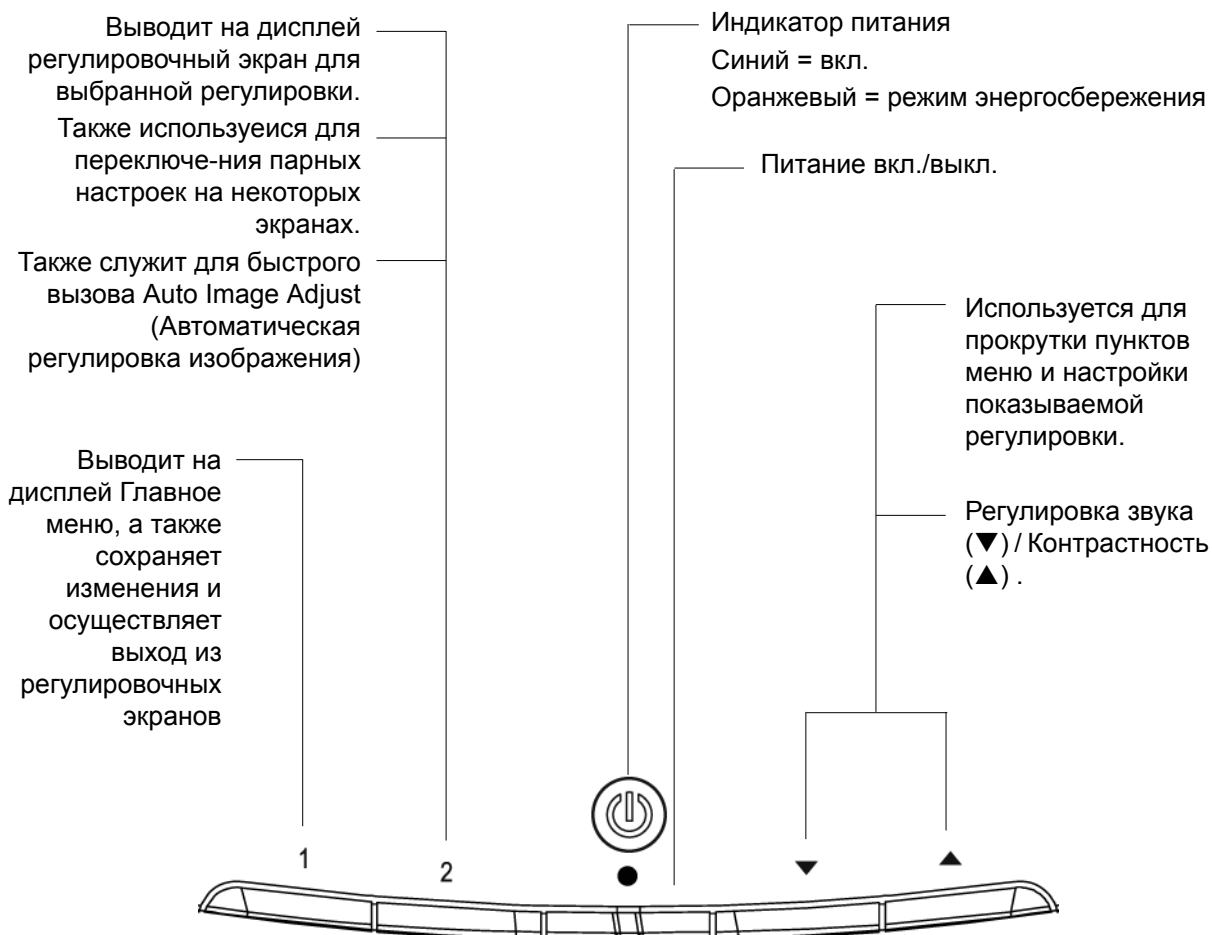 Выводит на дисплей
регулировочный экран для
выбранной регулировки.
Также используеися для
переключе-ния парных
настроек на некоторых
экранах.
Также служит для быстрого
вызова Auto Image Adjust
(Автоматическая
регулировка изображения)
Выводит на
дисплей Главное
меню, а также
сохраняет
изменения и
осуществляет
выход из
регулировочных
экранов
Индикатор питания
Синий = вкл.
Оранжевый = режим энергосбережения
Питание вкл./выкл.
Используется для
прокрутки пунктов
меню и настройки
показываемой
регулировки.
Регулировка звука
(▼) / Контрастность
(▲) .
1
2
▼
▲